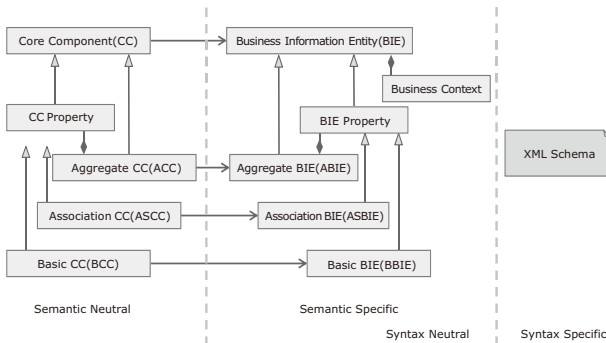 Core Component(CC)
Business Information Entity(BIE)
Business Context
CC Property
BIE Property
XML Schema
Aggregate CC(ACC)
Aggregate BIE(ABIE)
Association CC(ASCC)
Association BIE(ASBIE)
Basic CC(BCC)
Basic BIE(BBIE)
Semantic Neutral
Semantic Specific
Syntax Neutral
Syntax Specific